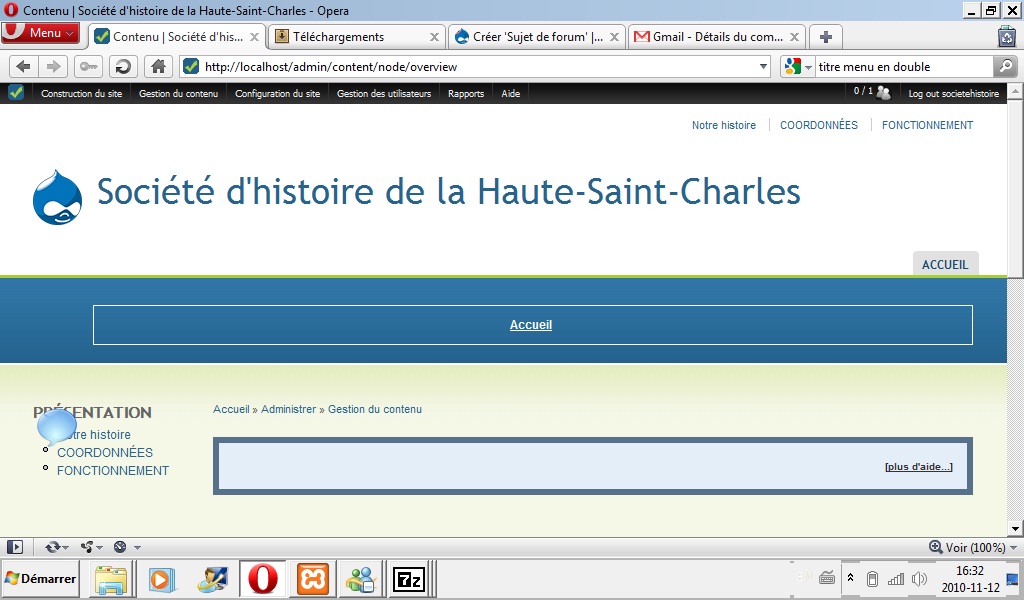 Contenu | Société d'histoire de la Haute-Saint-Charles - Opera
Menu
Contenu | Société d'his...
Téléchargements
Créer 'Sujet de forum' |...
Gmail - Détails du com...
http://localhost/admin/content/node/overview
titre menu en double
Construction du site Gestion du contenu Configuration du site Gestion des utilisateurs Rapports Aide 0 / 1 Log out societehistoire
Notre histoire COORDONNÉES FONCTIONNEMENT
Société d'histoire de la Haute-Saint-Charles
ACCUEIL
Accueil
PRÉSENTATION
Notre histoire
COORDONNÉES
FONCTIONNEMENT
Accueil » Administrer » Gestion du contenu
[plus d'aide...]
Voir (100%)
Démarrer
7z
16:32
2010-11-12